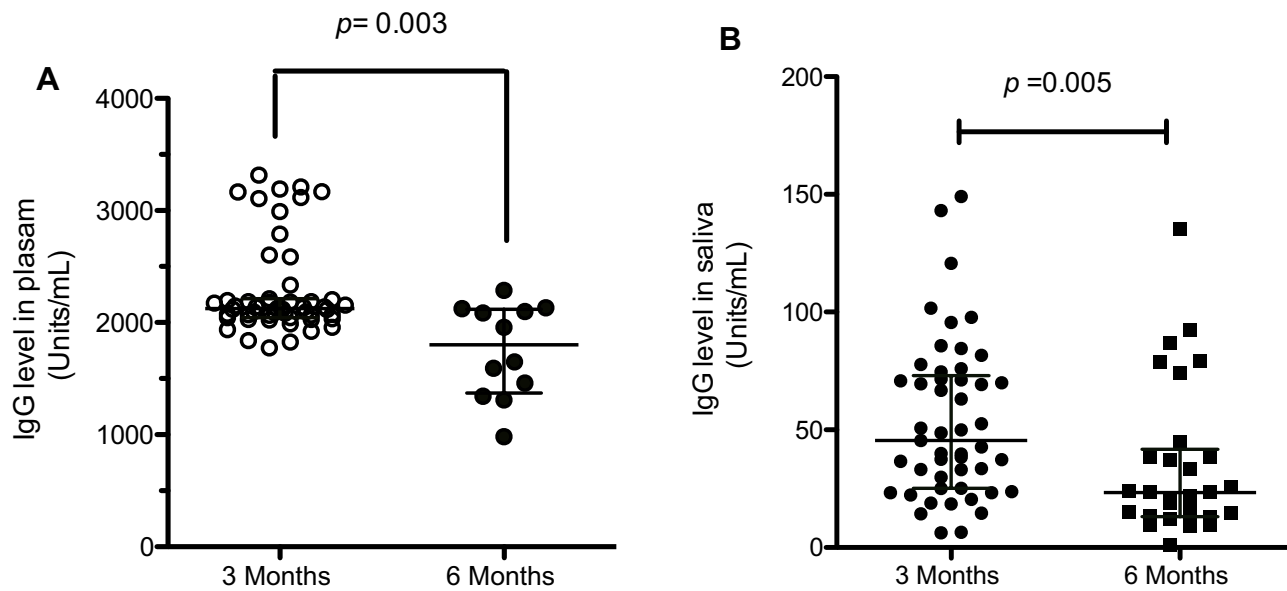 A
p= 0.003
IgG level in plasam
(Units/mL)
4000
3000
2000
1000
0
3 Months
6 Months
B
p =0.005
IgG level in saliva
(Units/mL)
200
150
100
50
0
3 Months
6 Months